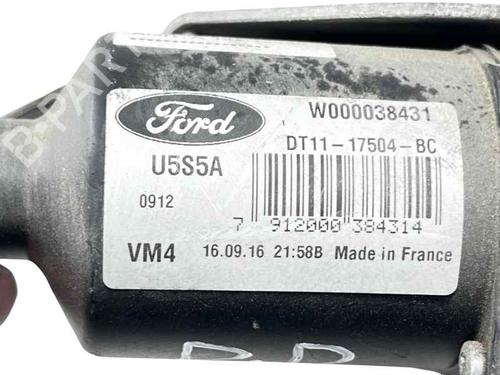 Ford
W000038431
DT11-17504-BC
U5S5A
0912
7 912000 384314
VM4 16.09.16 21:58B Made in France